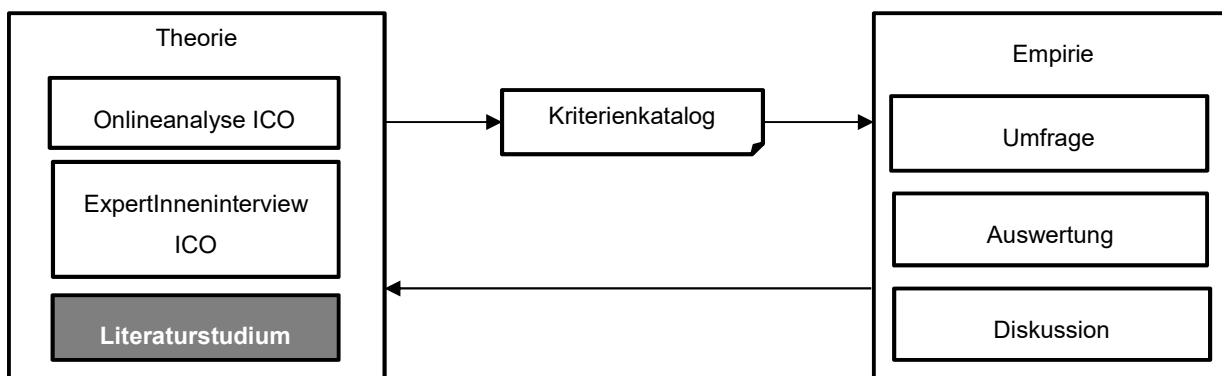 Theorie
Onlineanalyse ICO
ExpertInneninterview
ICO
Literaturstudium
Kriterienkatalog
Empirie
Umfrage
Auswertung
Diskussion